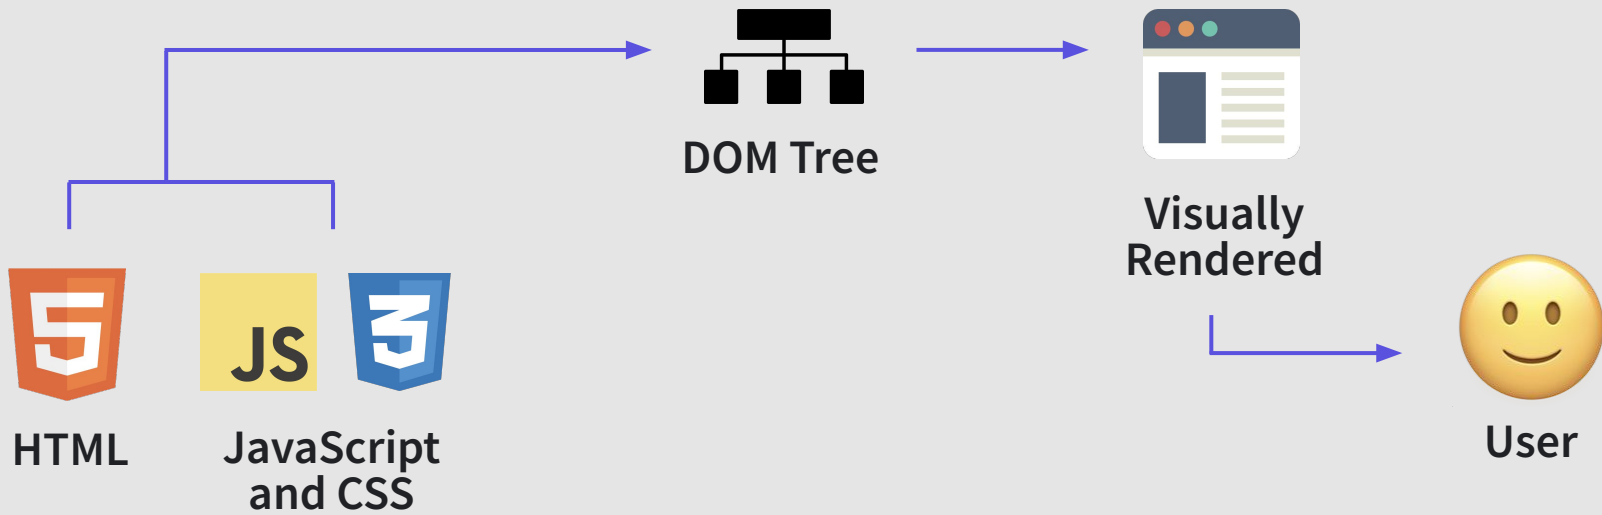 DOM Tree
Visually
Rendered
JS
HTML
JavaScript
and CSS
User